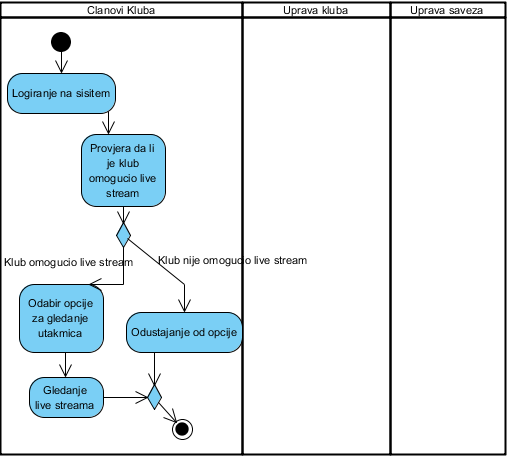 Clanovi Kluba
Uprava kluba
Uprava saveza
Logiranje na sisitem
Provjera da li
je klub
omogucio live
stream
Klub omogucio live stream
Klub nije omogucio live stream
Odabir opcije
za gledanje
utakmica
Odustajanje od opcije
Gledanje
live streama